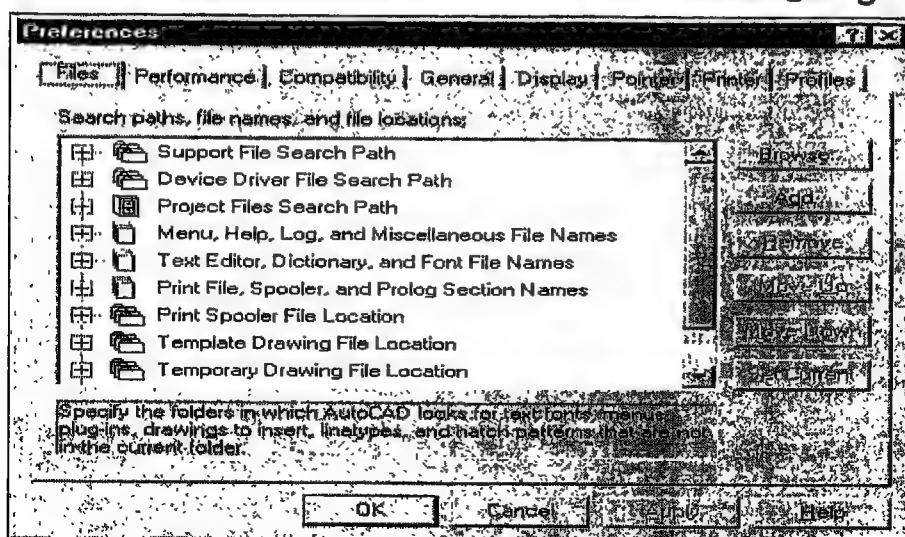 Preferences
Files Performance Compatibility General Display Pointer Printer Profiles
Search paths, file names, and file locations:
Support File Search Path
Browse...
Device Driver File Search Path
Add...
Project Files Search Path
Menu, Help, Log, and Miscellaneous File Names
Remove
Text Editor, Dictionary, and Font File Names
Print File, Spooler, and Prolog Section Names
Move Up
Print Spooler File Location
Move Down
Template Drawing File Location
Temporary Drawing File Location
Set Current
Specify the folders in which AutoCAD looks for text fonts, menus,
plug-ins, drawings to insert, linetypes, and hatch patterns that are not
in the current folder.
OK Cancel Apply Help